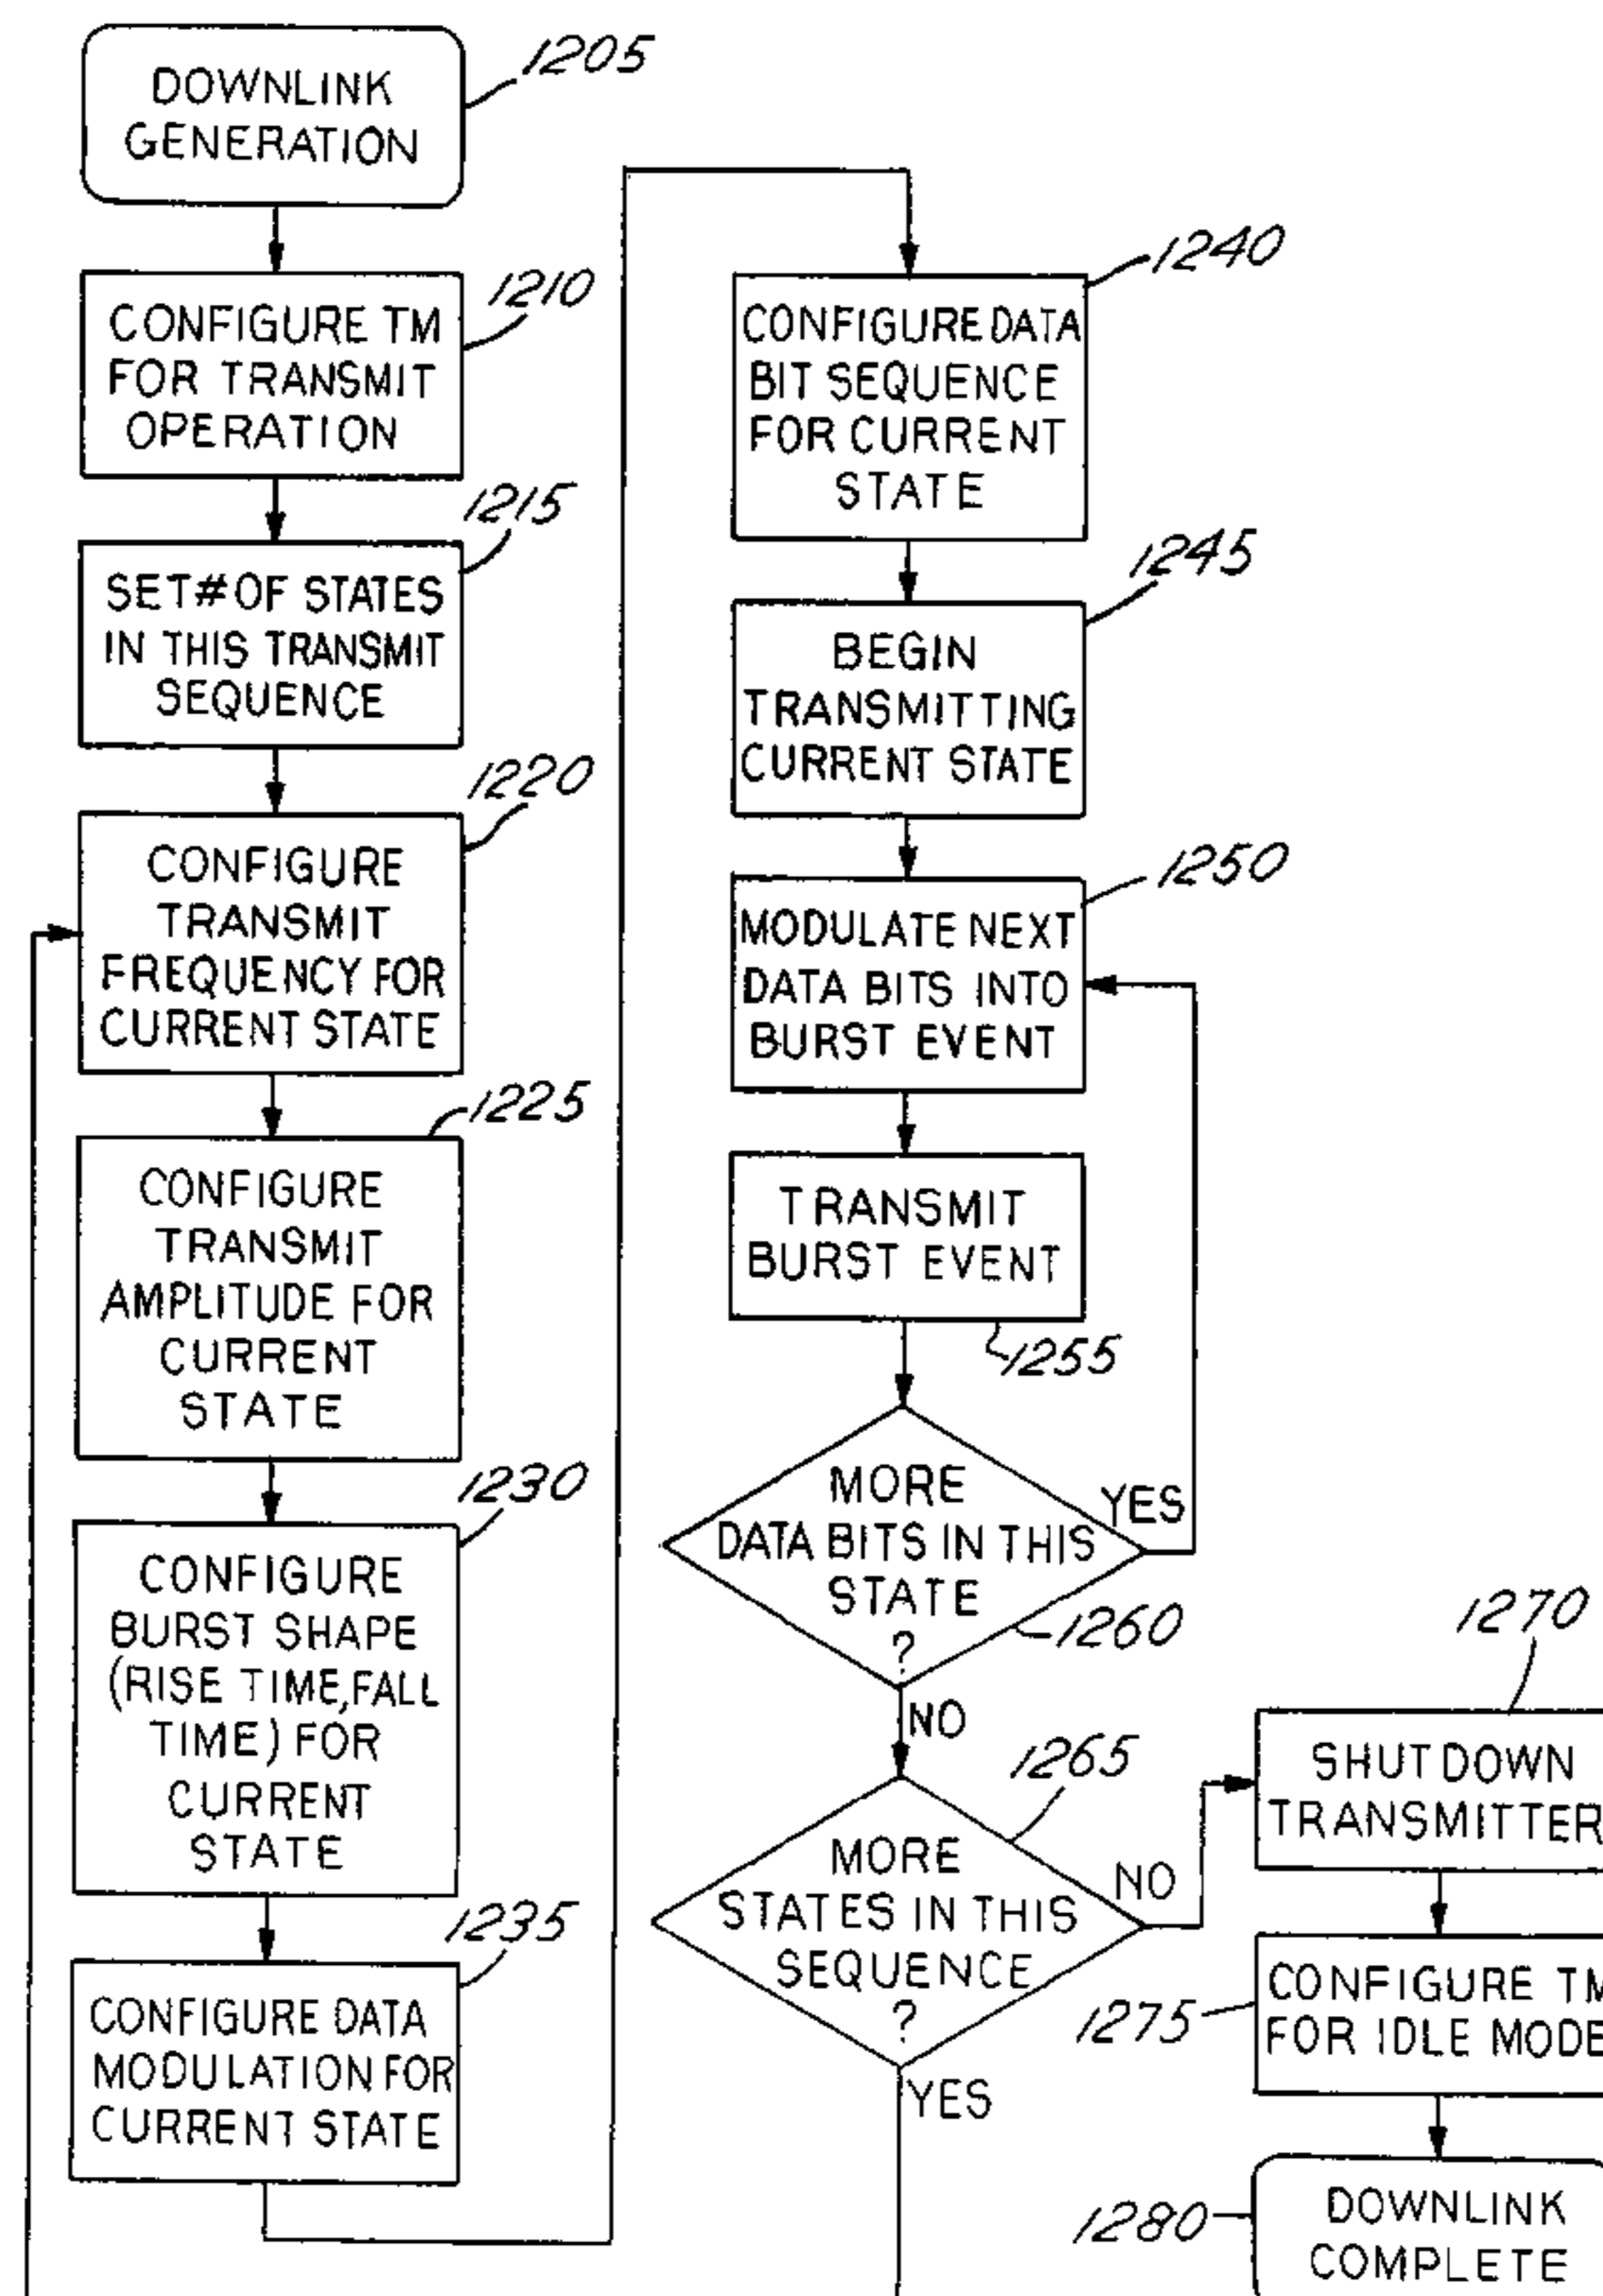 DOWNLINK
GENERATION
1205
CONFIGURE TM
FOR TRANSMIT
OPERATION
1210
SET # OF STATES
IN THIS TRANSMIT
SEQUENCE
1215
CONFIGURE
TRANSMIT
FREQUENCY FOR
CURRENT STATE
1220
CONFIGURE
TRANSMIT
AMPLITUDE FOR
CURRENT
STATE
1225
CONFIGURE
BURST SHAPE
(RISE TIME, FALL
TIME) FOR
CURRENT
STATE
1230
CONFIGURE DATA
MODULATION FOR
CURRENT STATE
1235
CONFIGURE DATA
BIT SEQUENCE
FOR CURRENT
STATE
1240
BEGIN
TRANSMITTING
CURRENT STATE
1245
MODULATE NEXT
DATA BITS INTO
BURST EVENT
1250
TRANSMIT
BURST EVENT
1255
MORE
DATA BITS IN THIS
STATE
?
YES
1260
NO
MORE
STATES IN THIS
SEQUENCE
?
1265
NO
YES
SHUT DOWN
TRANSMITTER
1270
CONFIGURE TM
FOR IDLE MODE
1275
DOWNLINK
COMPLETE
1280